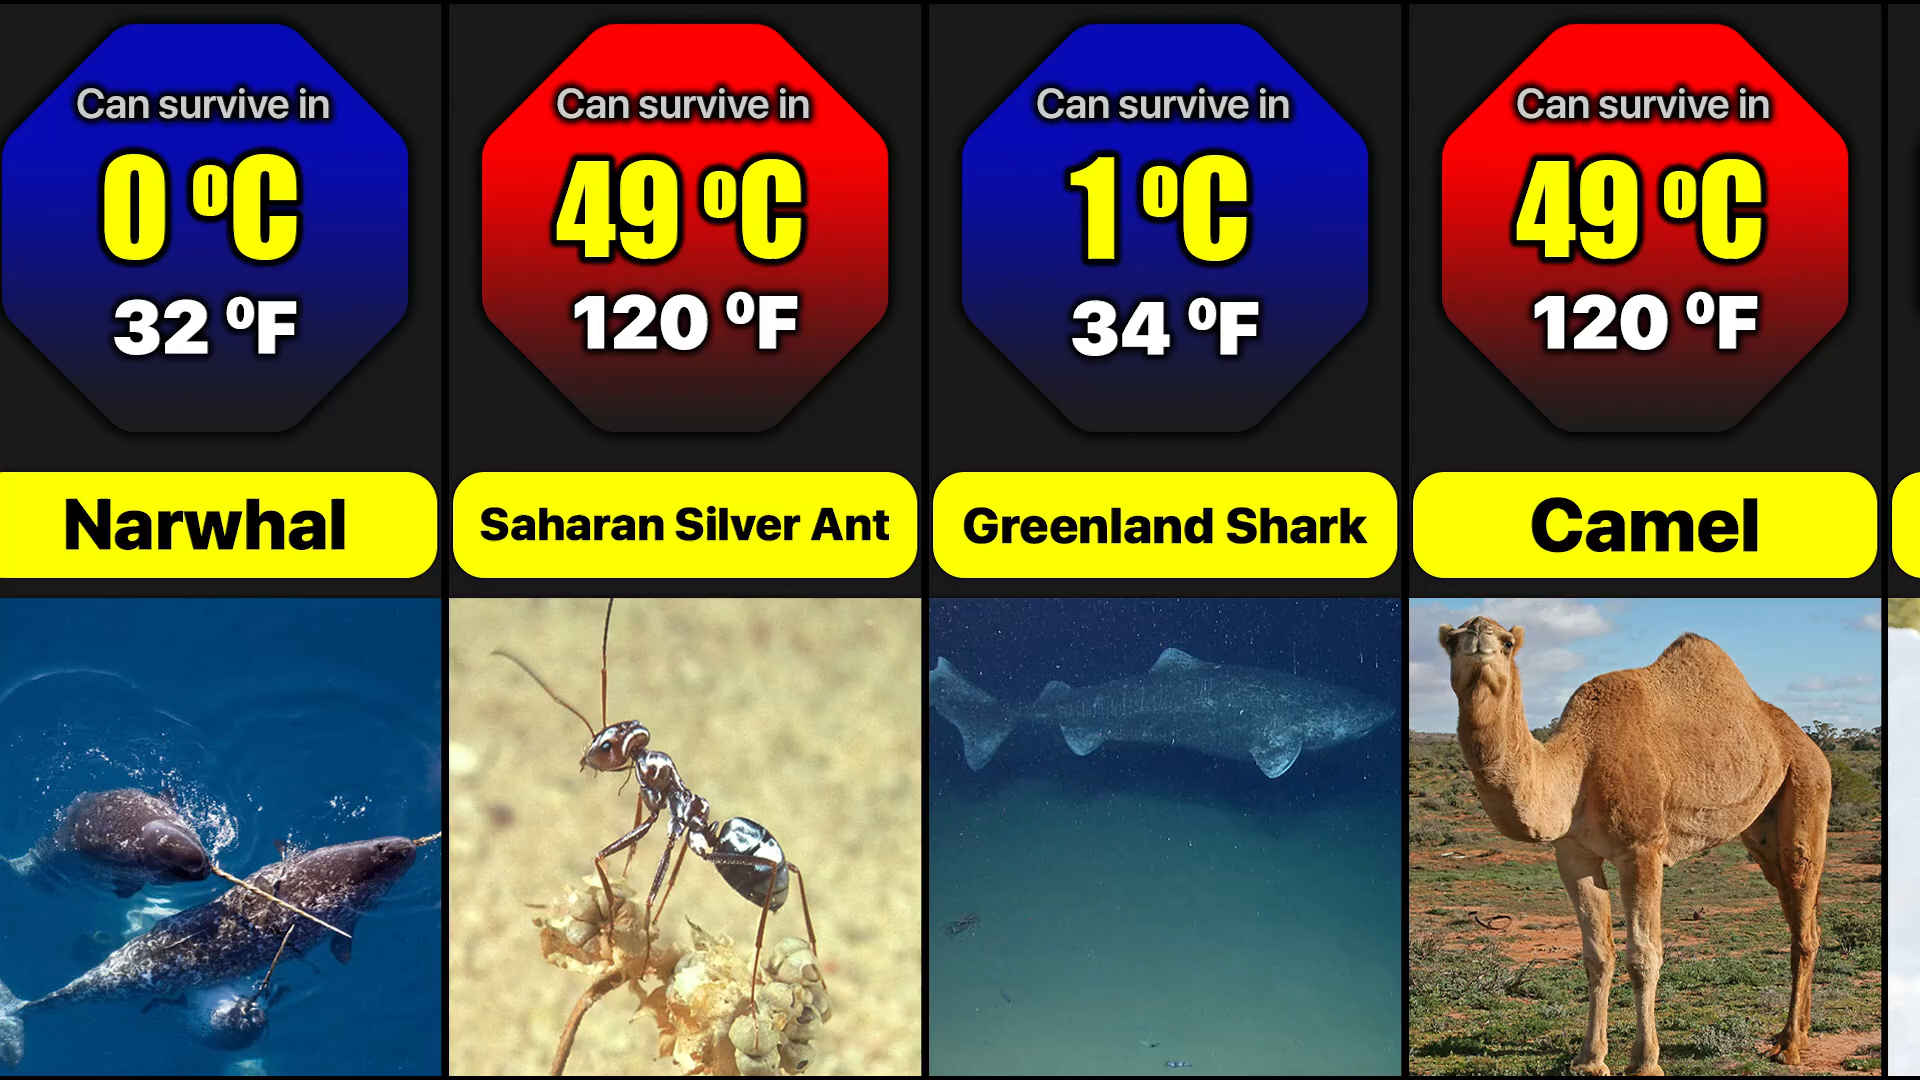 Can survive in
0 ºC
32 ºF
Narwhal
Can survive in
49 ºC
120 ºF
Saharan Silver Ant
Can survive in
1 ºC
34 ºF
Greenland Shark
Can survive in
49 ºC
120 ºF
Camel